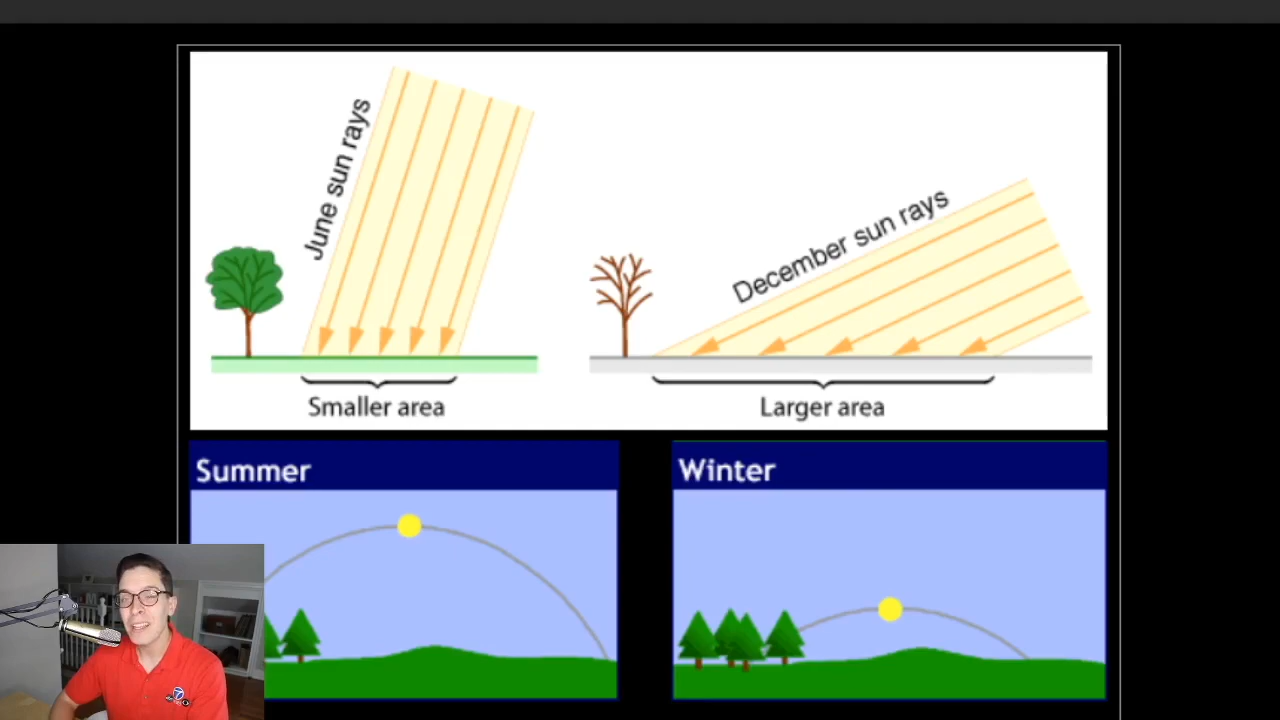 June sun rays
December sun rays
Smaller area
Larger area
Summer
Winter